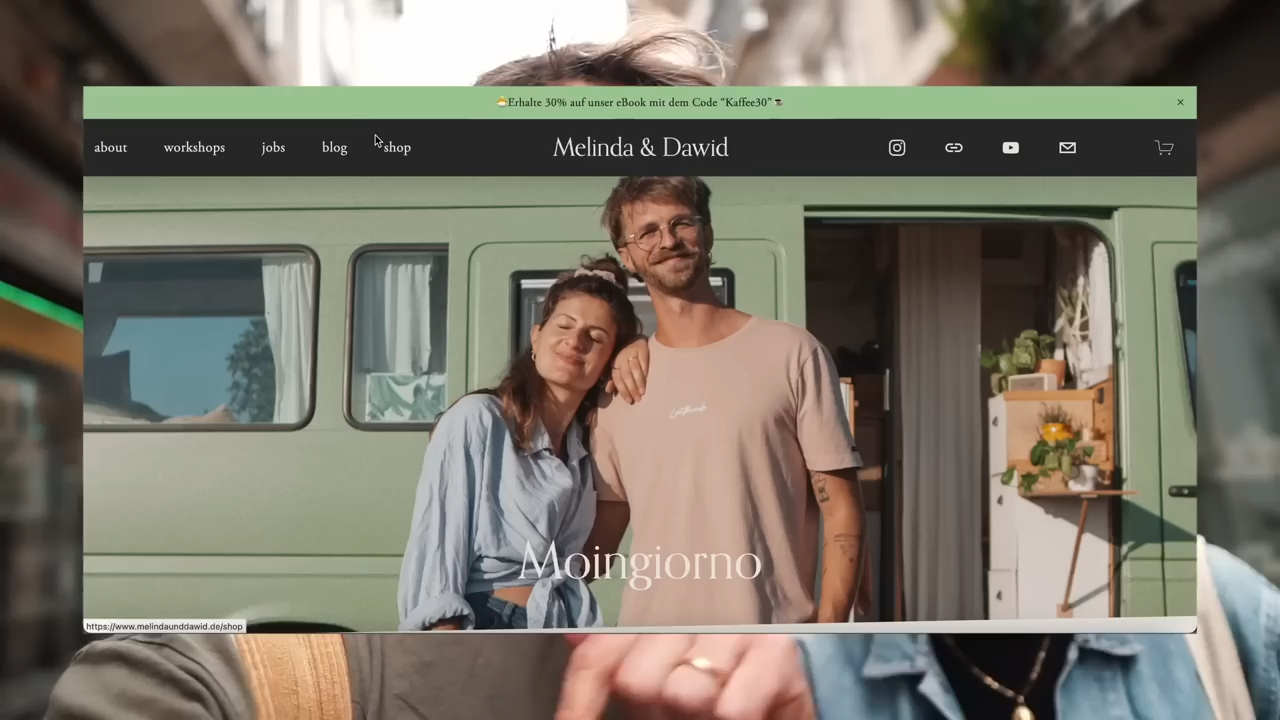 🐣Erhalte 30% auf unser eBook mit dem Code “Kaffee30”☕
×
about workshops jobs blog shop
Melinda & Dawid
Moingiorno
https://www.melindaunddawid.de/shop